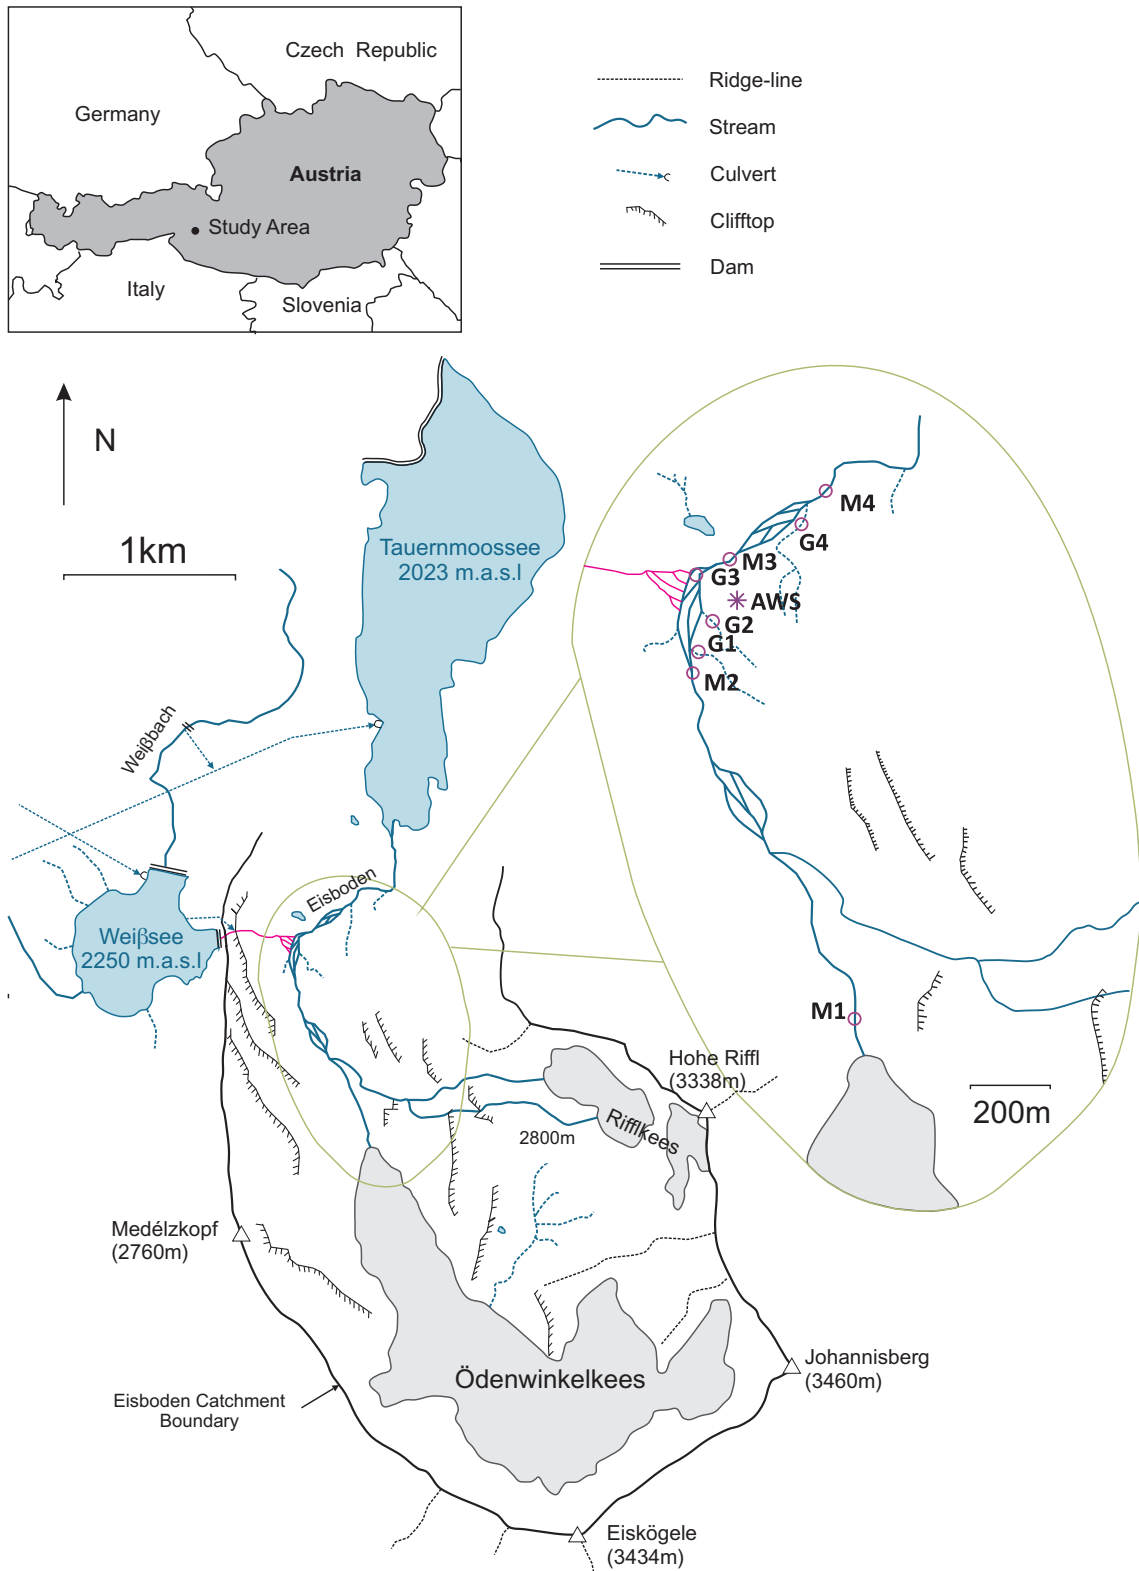 Czech Republic
Germany
Austria
Study Area
Italy
Slovenia
Ridge-line
Stream
Culvert
Clifftop
Dam
N
1km
Tauernmoossee
2023 m.a.s.l
Weißbach
Eisboden
Weißsee
2250 m.a.s.l
M4
G4
M3
G3
AWS
G2
G1
M2
M1
200m
Hohe Riffl
(3338m)
Rifflkees
2800m
Medélzkopf
(2760m)
Ödenwinkelkees
Johannisberg
(3460m)
Eisboden Catchment
Boundary
Eiskögele
(3434m)